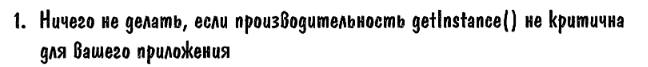 1. Ничего не делать, если производительность getInstance() не критична
для вашего приложения